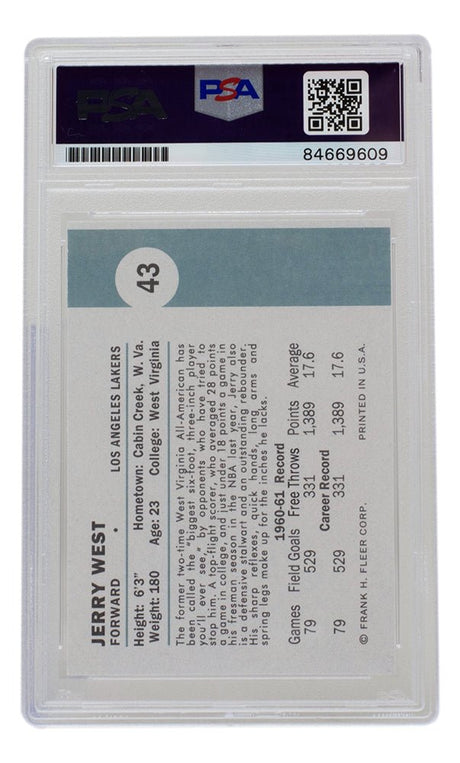 PSA
PSA
84669609
43
JERRY WEST
FORWARD • LOS ANGELES LAKERS
Height: 6'3" Hometown: Cabin Creek, W. Va.
Weight: 180 Age: 23 College: West Virginia
The former two-time West Virginia All-American has
been called the "biggest six-foot, three-inch player
you'll ever see," by opponents who have tried to
stop him. A top-flight scorer, who averaged 28 points
a game in college, and just under 18 points a game in
his fresman season in the NBA last year, Jerry also
is a defensive stalwart and an outstanding rebounder.
His sharp reflexes, quick hands, long arms and
spring legs make up for the inches he lacks.
1960-61 Record
Games Field Goals Free Throws Points Average
79 529 331 1,389 17.6
Career Record
79 529 331 1,389 17.6
© FRANK H. FLEER CORP. PRINTED IN U.S.A.